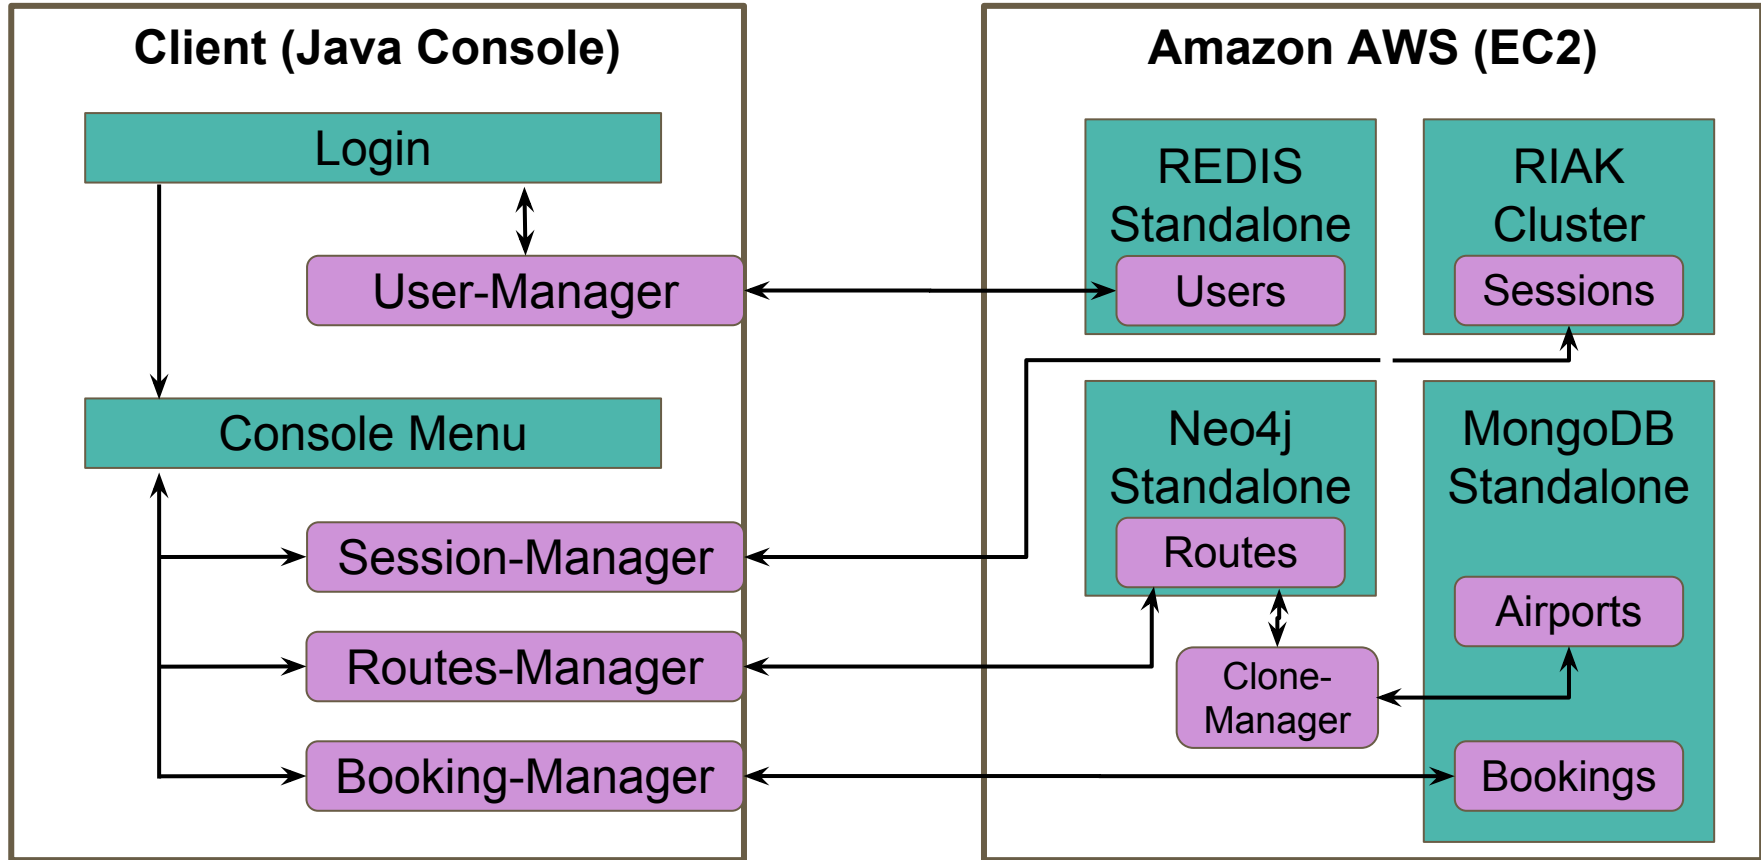 Client (Java Console)
Login
User-Manager
Console Menu
Session-Manager
Routes-Manager
Booking-Manager
Amazon AWS (EC2)
REDIS
Standalone
Users
RIAK
Cluster
Sessions
Neo4j
Standalone
Routes
Clone-
Manager
MongoDB
Standalone
Airports
Bookings